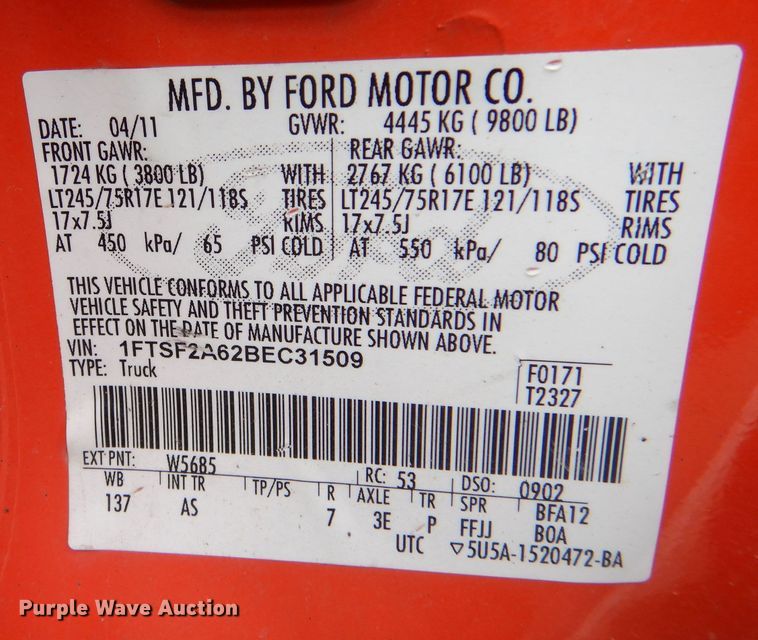 MFD. BY FORD MOTOR CO.
DATE: 04/11 GVWR: 4445 KG ( 9800 LB)
FRONT GAWR: REAR GAWR:
1724 KG ( 3800 LB) WITH 2767 KG ( 6100 LB) WITH
LT245/75R17E 121/118S TIRES LT245/75R17E 121/118S TIRES
17x7.5J RIMS 17x7.5J RIMS
AT 450 kPa/ 65 PSI COLD AT 550 kPa/ 80 PSI COLD
THIS VEHICLE CONFORMS TO ALL APPLICABLE FEDERAL MOTOR
VEHICLE SAFETY AND THEFT PREVENTION STANDARDS IN
EFFECT ON THE DATE OF MANUFACTURE SHOWN ABOVE.
VIN: 1FTSF2A62BEC31509
TYPE: Truck F0171
T2327
EXT PNT: W5685 RC: 53 DSO: 0902
WB INT TR TP/PS R AXLE TR SPR BFA12
137 AS 7 3E P FFJJ B0A
UTC ▽5U5A-1520472-BA
Purple Wave Auction